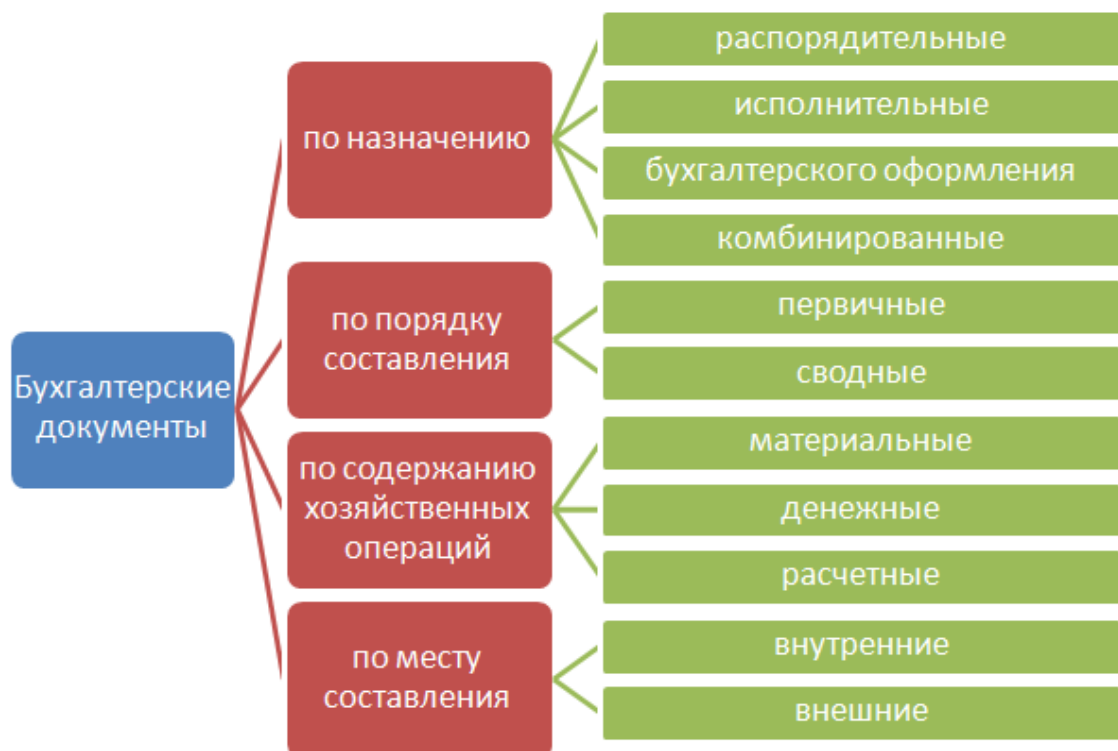 Бухгалтерские
документы
по назначению
распорядительные
исполнительные
бухгалтерского оформления
комбинированные
по порядку
составления
первичные
сводные
по содержанию
хозяйственных
операций
материальные
денежные
расчетные
по месту
составления
внутренние
внешние